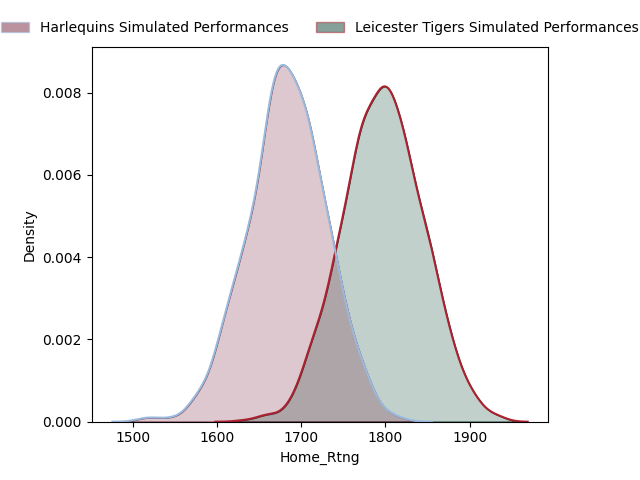 Harlequins Simulated Performances Leicester Tigers Simulated Performances
0.008
0.006
0.004
0.002
0.000
Density
1500 1600 1700 1800 1900
Home_Rtng